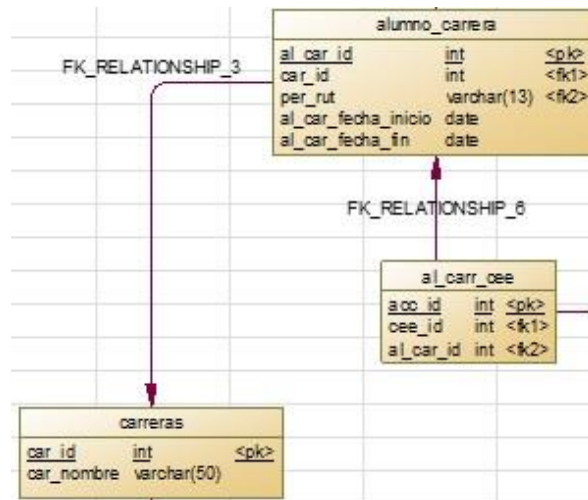 alumno_carrera
al_car_id int <pk>
car_id int <fk1>
per_rut varchar(13) <fk2>
al_car_fecha_inicio date
al_car_fecha_fin date
FK_RELATIONSHIP_3
FK_RELATIONSHIP_6
al_carr_cee
acc_id int <pk>
cee_id int <fk1>
al_car_id int <fk2>
carreras
car_id int <pk>
car_nombre varchar(50)